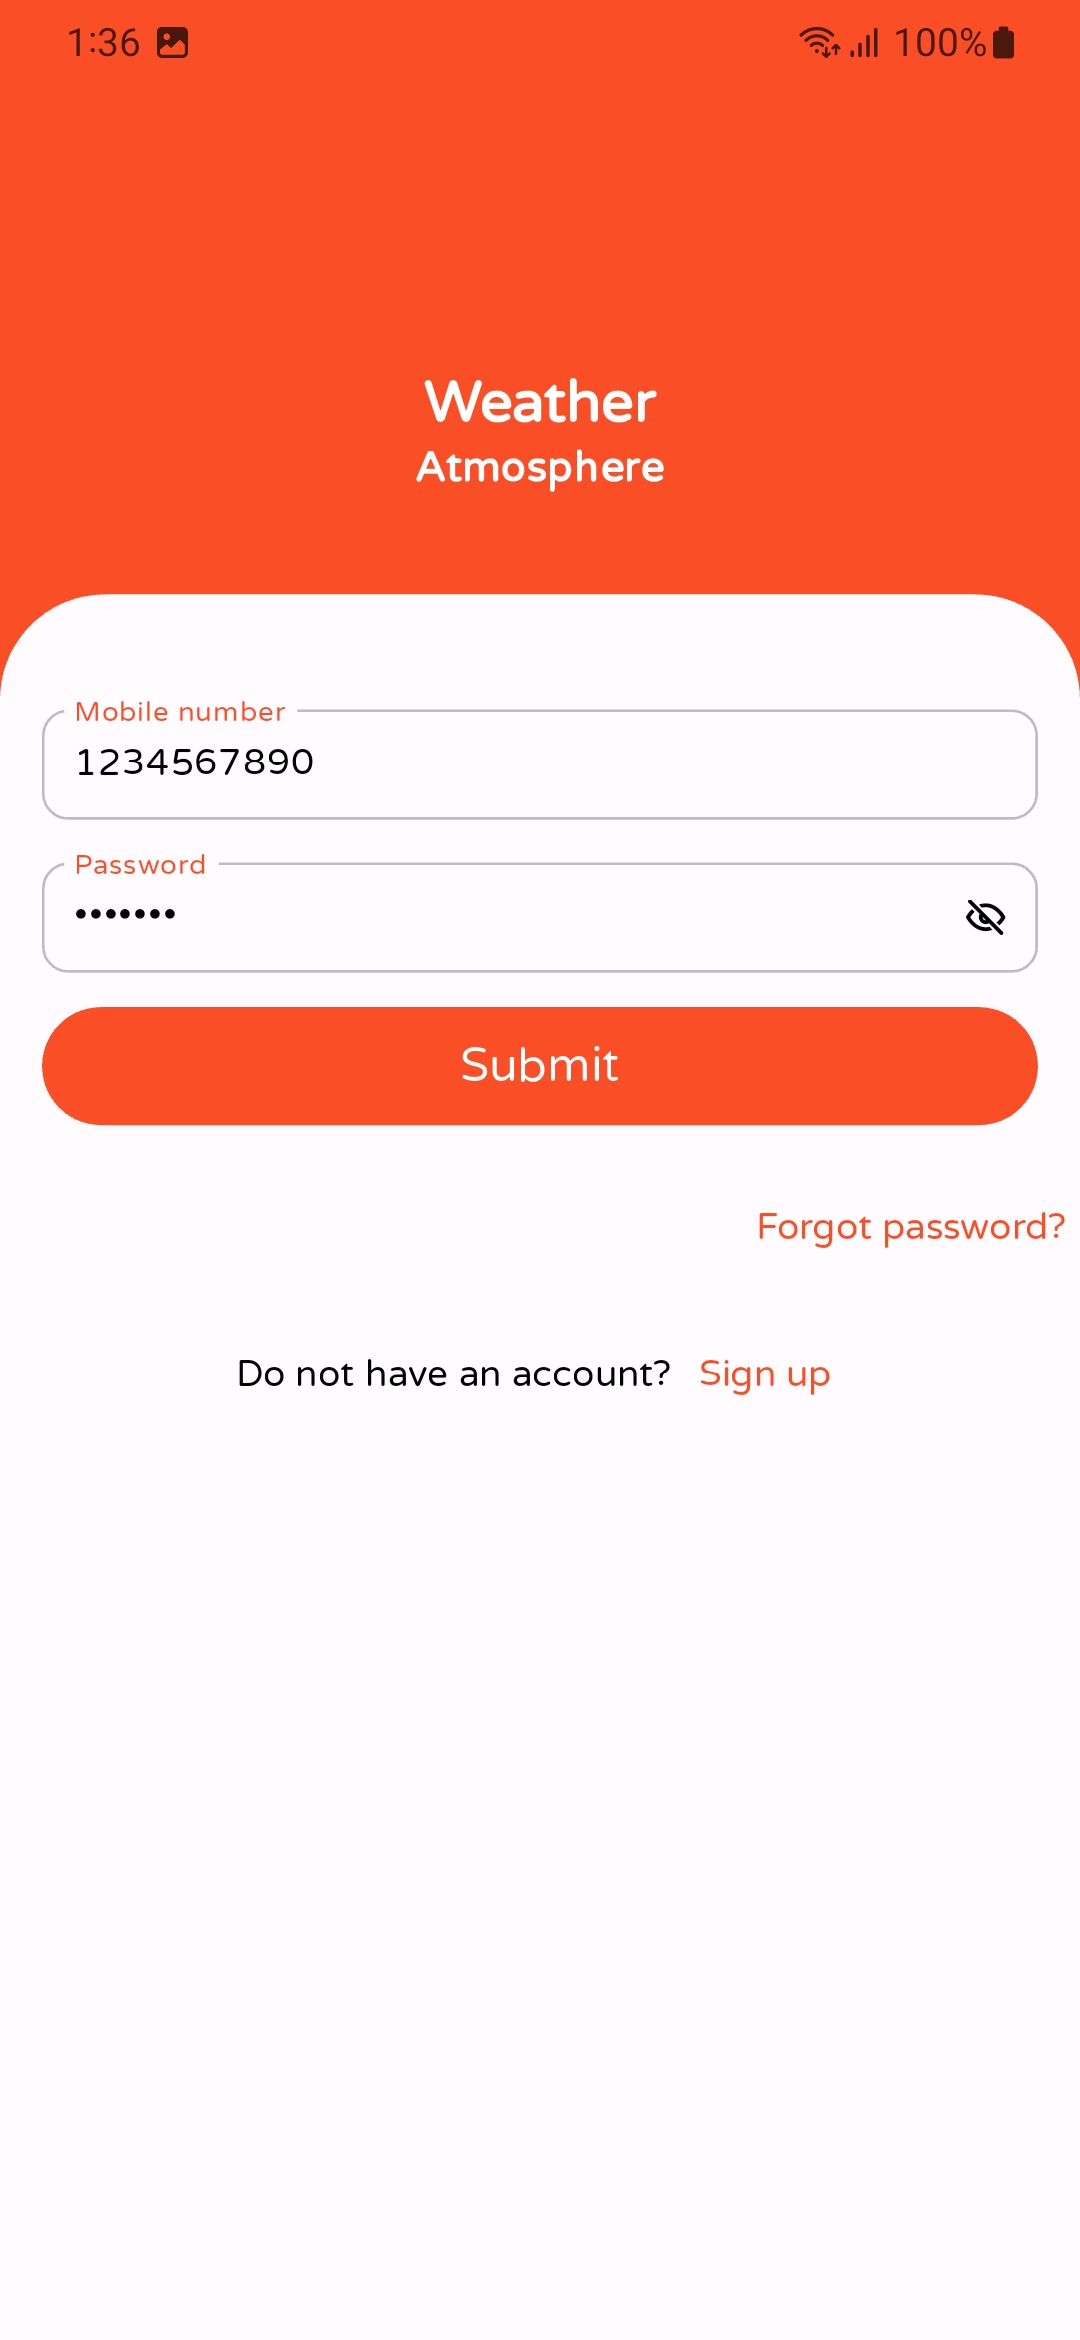 1:36 100%
Weather
Atmosphere
Mobile number
1234567890
Password
•••••••
Submit
Forgot password?
Do not have an account? Sign up